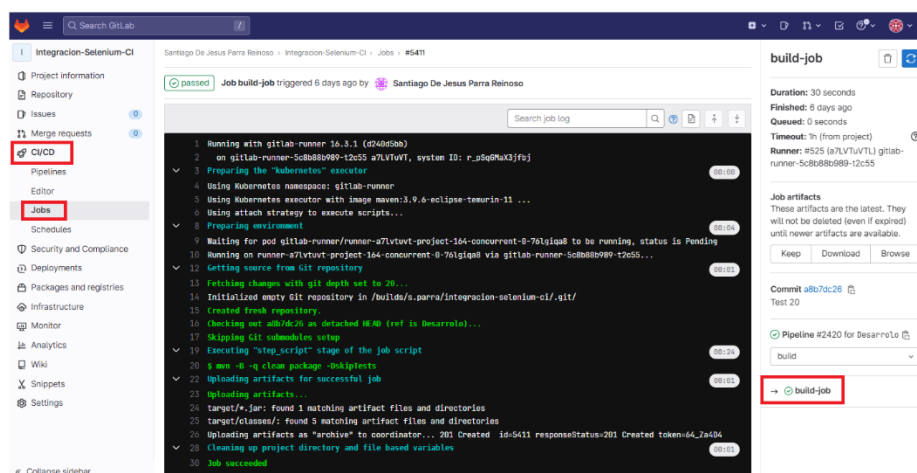 Search GitLab
/
I Integracion-Selenium-CI
Project information
Repository
Issues 0
Merge requests 0
CI/CD
Pipelines
Editor
Jobs
Schedules
Security and Compliance
Deployments
Packages and registries
Infrastructure
Monitor
Analytics
Wiki
Snippets
Settings
Collapse sidebar
Santiago De Jesus Parra Reinoso › Integracion-Selenium-CI › Jobs › #5411
passed Job build-job triggered 6 days ago by Santiago De Jesus Parra Reinoso
Search job log
1 Running with gitlab-runner 16.3.1 (d240d5bb)
2 on gitlab-runner-5c8b88b989-t2c55 a7LVTuVT, system ID: r_pSqGMaX3jfbj
3 Preparing the "kubernetes" executor 00:00
4 Using Kubernetes namespace: gitlab-runner
5 Using Kubernetes executor with image maven:3.9.6-eclipse-temurin-11 ...
6 Using attach strategy to execute scripts...
8 Preparing environment 00:04
9 Waiting for pod gitlab-runner/runner-a7lvtuvt-project-164-concurrent-0-76lgiqa8 to be running, status is Pending
10 Running on runner-a7lvtuvt-project-164-concurrent-0-76lgiqa8 via gitlab-runner-5c8b88b989-t2c55...
12 Getting source from Git repository 00:01
13 Fetching changes with git depth set to 20...
14 Initialized empty Git repository in /builds/s.parra/integracion-selenium-ci/.git/
15 Created fresh repository.
16 Checking out a8b7dc26 as detached HEAD (ref is Desarrolo)...
17 Skipping Git submodules setup
19 Executing "step_script" stage of the job script 00:24
20 $ mvn -B -q clean package -DskipTests
22 Uploading artifacts for successful job 00:01
23 Uploading artifacts...
24 target/*.jar: found 1 matching artifact files and directories
25 target/classes/: found 5 matching artifact files and directories
26 Uploading artifacts as "archive" to coordinator... 201 Created id=5411 responseStatus=201 Created token=64_Za4D4
28 Cleaning up project directory and file based variables 00:01
30 Job succeeded
build-job
Duration: 30 seconds
Finished: 6 days ago
Queued: 0 seconds
Timeout: 1h (from project)
Runner: #525 (a7LVTuVTL) gitlab-
runner-5c8b88b989-t2c55
Job artifacts
These artifacts are the latest. They
will not be deleted (even if expired)
until newer artifacts are available.
Keep Download Browse
Commit a8b7dc26
Test 20
Pipeline #2420 for Desarrolo
build
→ build-job